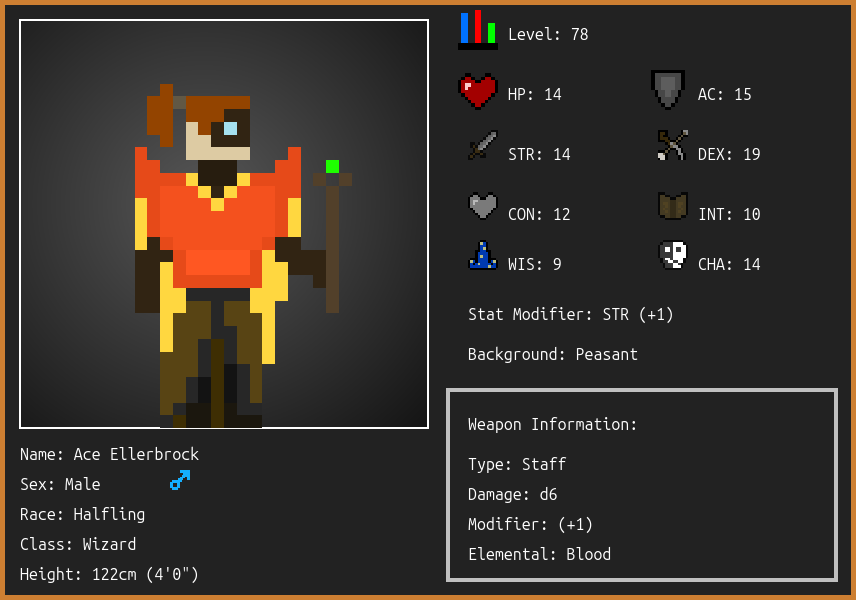 Level: 78
HP: 14
AC: 15
STR: 14
DEX: 19
CON: 12
INT: 10
WIS: 9
CHA: 14
Stat Modifier: STR (+1)
Background: Peasant
Weapon Information:
Type: Staff
Damage: d6
Modifier: (+1)
Elemental: Blood
Name: Ace Ellerbrock
Sex: Male
Race: Halfling
Class: Wizard
Height: 122cm (4'0")